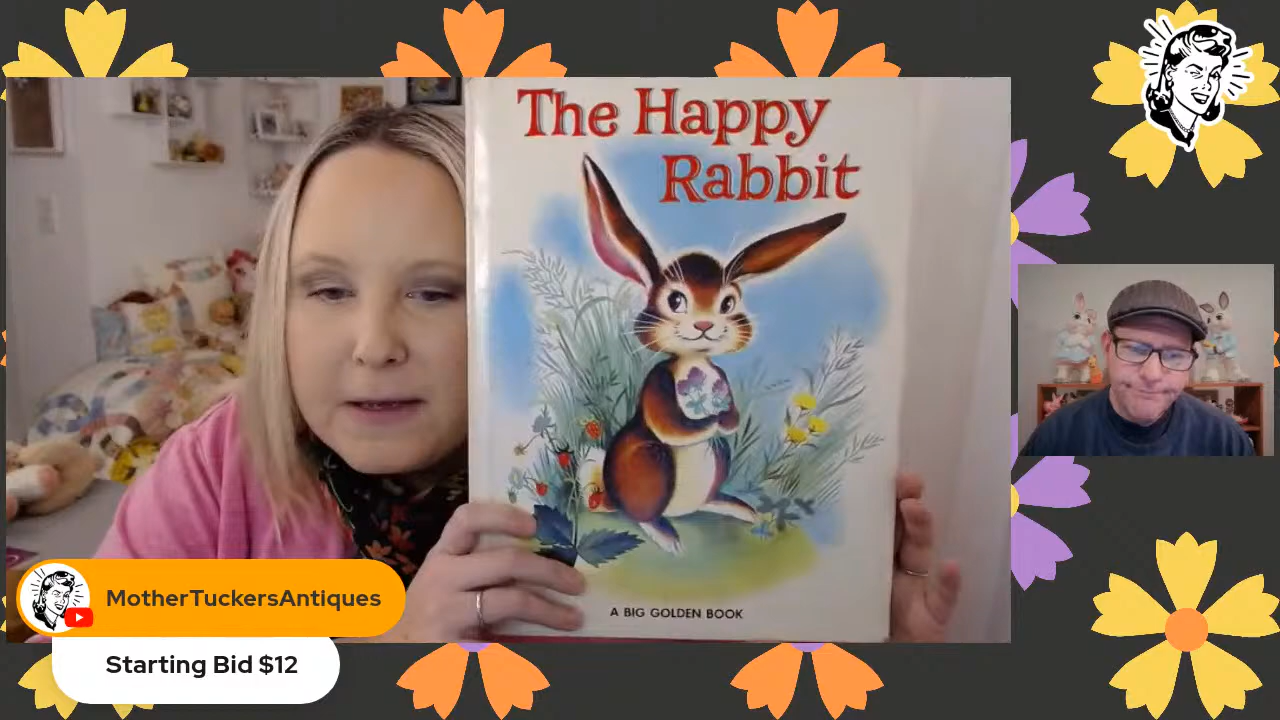 The Happy
Rabbit
A BIG GOLDEN BOOK
MotherTuckersAntiques
Starting Bid $12